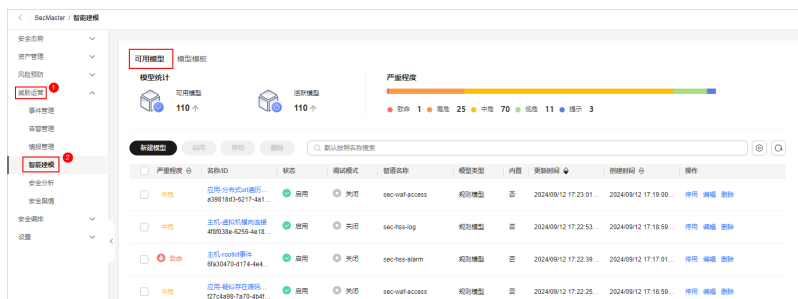 SecMaster / 智能建模
安全态势
资产管理
风险预防
威胁运营 1
事件管理
告警管理
情报管理
智能建模 2
安全分析
安全舆情
安全编排
设置
可用模型 模型模板
模型统计
可用模型
110 个
活跃模型
110 个
严重程度
致命 1 高危 25 中危 70 低危 11 提示 3
新建模型 启用 停用 删除 默认按照名称搜索
严重程度 名称/ID 状态 调试模式 管道名称 模型类型 内置 更新时间 创建时间 操作
中危 应用-分布式url遍历... 启用 关闭 sec-waf-access 规则模型 否 2024/09/12 17:23:01... 2024/09/12 17:19:00... 停用 编辑 删除
a39818d3-6217-4a1...
中危 主机-虚拟机横向连接 启用 关闭 sec-hss-log 规则模型 否 2024/09/12 17:22:53... 2024/09/12 17:18:59... 停用 编辑 删除
4f8f038e-6256-4e18...
致命 主机-rootkit事件 启用 关闭 sec-hss-alarm 规则模型 否 2024/09/12 17:22:39... 2024/09/12 17:17:01... 停用 编辑 删除
6fa30470-d174-4e4...
中危 应用-疑似存在源码... 启用 关闭 sec-waf-access 规则模型 否 2024/09/12 17:22:25... 2024/09/12 17:16:59... 停用 编辑 删除
f27c4a98-7a70-4b4f...